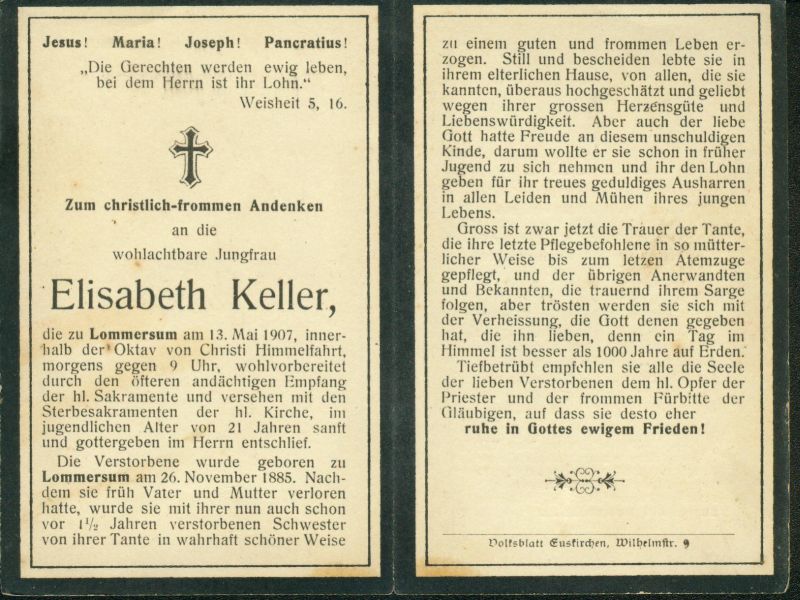 Jesus! Maria! Joseph! Pancratius!
„Die Gerechten werden ewig leben,
bei dem Herrn ist ihr Lohn."
Weisheit 5, 16.
Zum christlich-frommen Andenken
an die
wohlachtbare Jungfrau
Elisabeth Keller,
die zu Lommersum am 13. Mai 1907, inner-
halb der Oktav von Christi Himmelfahrt,
morgens gegen 9 Uhr, wohlvorbereitet
durch den öfteren andächtigen Empfang
der hl. Sakramente und versehen mit den
Sterbesakramenten der hl. Kirche, im
jugendlichen Alter von 21 Jahren sanft
und gottergeben im Herrn entschlief.
Die Verstorbene wurde geboren zu
Lommersum am 26. November 1885. Nach-
dem sie früh Vater und Mutter verloren
hatte, wurde sie mit ihrer nun auch schon
vor 1½ Jahren verstorbenen Schwester
von ihrer Tante in wahrhaft schöner Weise
zu einem guten und frommen Leben er-
zogen. Still und bescheiden lebte sie in
ihrem elterlichen Hause, von allen, die sie
kannten, überaus hochgeschätzt und geliebt
wegen ihrer grossen Herzensgüte und
Liebenswürdigkeit. Aber auch der liebe
Gott hatte Freude an diesem unschuldigen
Kinde, darum wollte er sie schon in früher
Jugend zu sich nehmen und ihr den Lohn
geben für ihr treues geduldiges Ausharren
in allen Leiden und Mühen ihres jungen
Lebens.
Gross ist zwar jetzt die Trauer der Tante,
die ihre letzte Pflegebefohlene in so mütter-
licher Weise bis zum letzen Atemzuge
gepflegt, und der übrigen Anerwandten
und Bekannten, die trauernd ihrem Sarge
folgen, aber trösten werden sie sich mit
der Verheissung, die Gott denen gegeben
hat, die ihn lieben, denn ein Tag im
Himmel ist besser als 1000 Jahre auf Erden.
Tiefbetrübt empfehlen sie alle die Seele
der lieben Verstorbenen dem hl. Opfer der
Priester und der frommen Fürbitte der
Gläubigen, auf dass sie desto eher
ruhe in Gottes ewigem Frieden!
Volksblatt Euskirchen, Wilhelmstr. 9